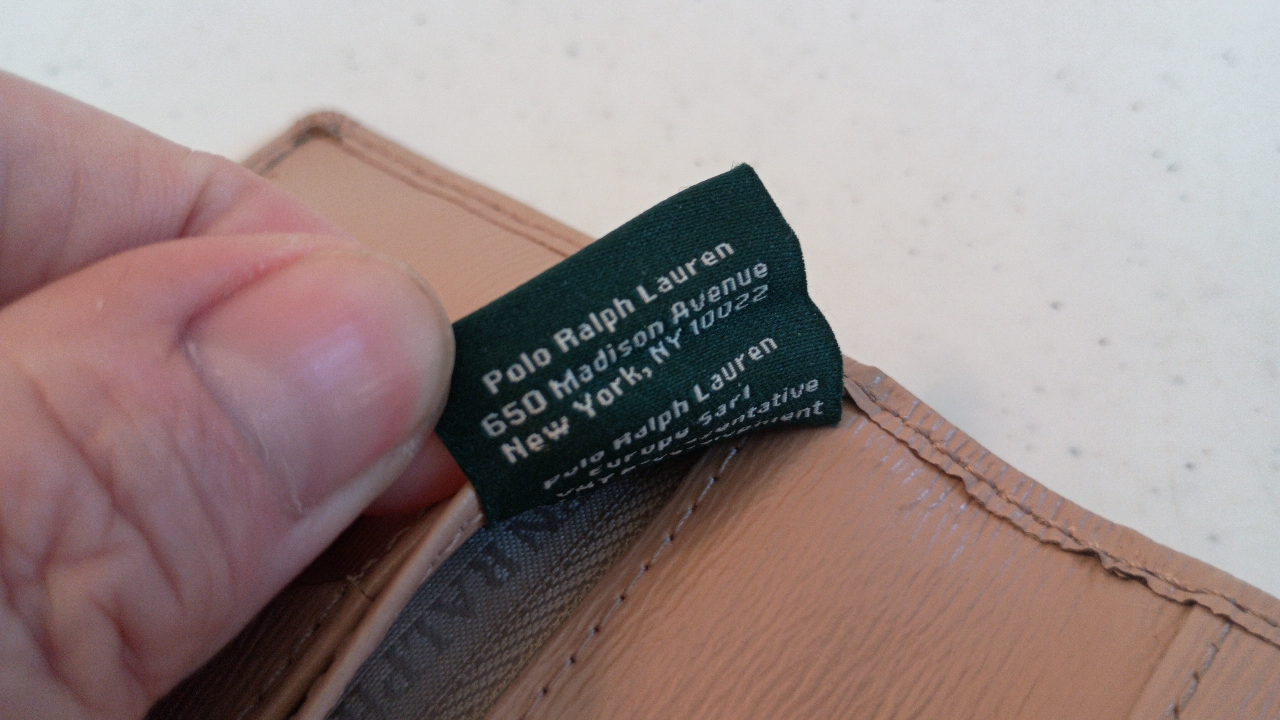 Polo Ralph Lauren
650 Madison Avenue
New York, NY 10022
Polo Ralph Lauren
Europe Sarl